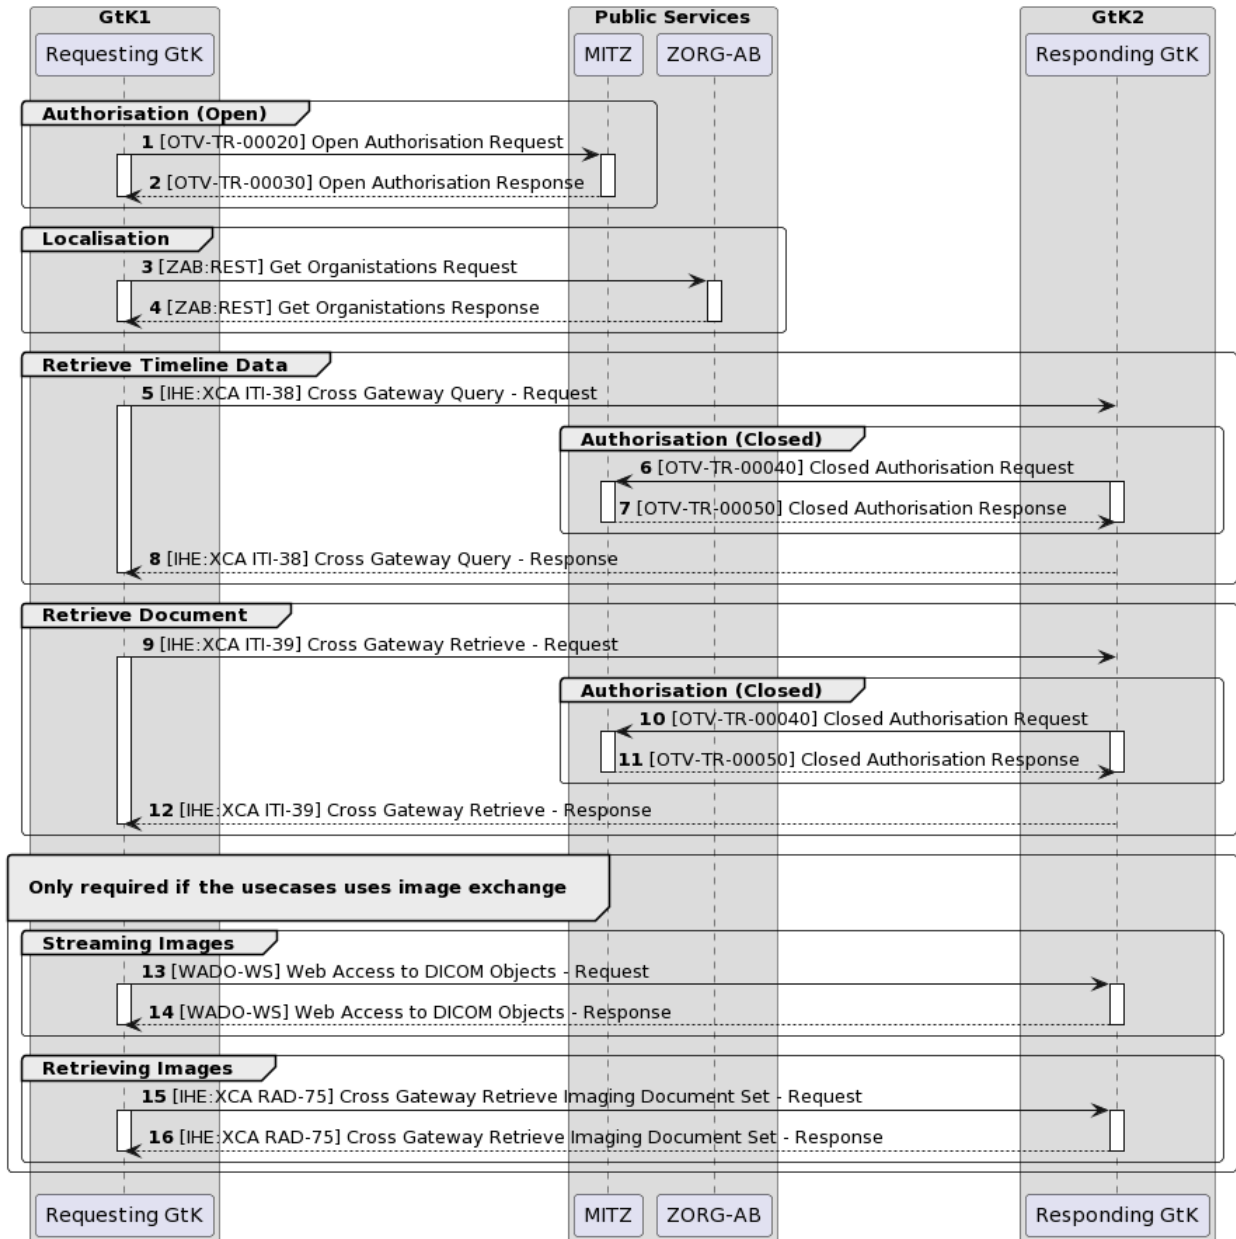 GtK1 Public Services GtK2
Requesting GtK MITZ ZORG-AB Responding GtK
Authorisation (Open)
1 [OTV-TR-00020] Open Authorisation Request
2 [OTV-TR-00030] Open Authorisation Response
Localisation
3 [ZAB:REST] Get Organistations Request
4 [ZAB:REST] Get Organistations Response
Retrieve Timeline Data
5 [IHE:XCA ITI-38] Cross Gateway Query - Request
Authorisation (Closed)
6 [OTV-TR-00040] Closed Authorisation Request
7 [OTV-TR-00050] Closed Authorisation Response
8 [IHE:XCA ITI-38] Cross Gateway Query - Response
Retrieve Document
9 [IHE:XCA ITI-39] Cross Gateway Retrieve - Request
Authorisation (Closed)
10 [OTV-TR-00040] Closed Authorisation Request
11 [OTV-TR-00050] Closed Authorisation Response
12 [IHE:XCA ITI-39] Cross Gateway Retrieve - Response
Only required if the usecases uses image exchange
Streaming Images
13 [WADO-WS] Web Access to DICOM Objects - Request
14 [WADO-WS] Web Access to DICOM Objects - Response
Retrieving Images
15 [IHE:XCA RAD-75] Cross Gateway Retrieve Imaging Document Set - Request
16 [IHE:XCA RAD-75] Cross Gateway Retrieve Imaging Document Set - Response
Requesting GtK MITZ ZORG-AB Responding GtK